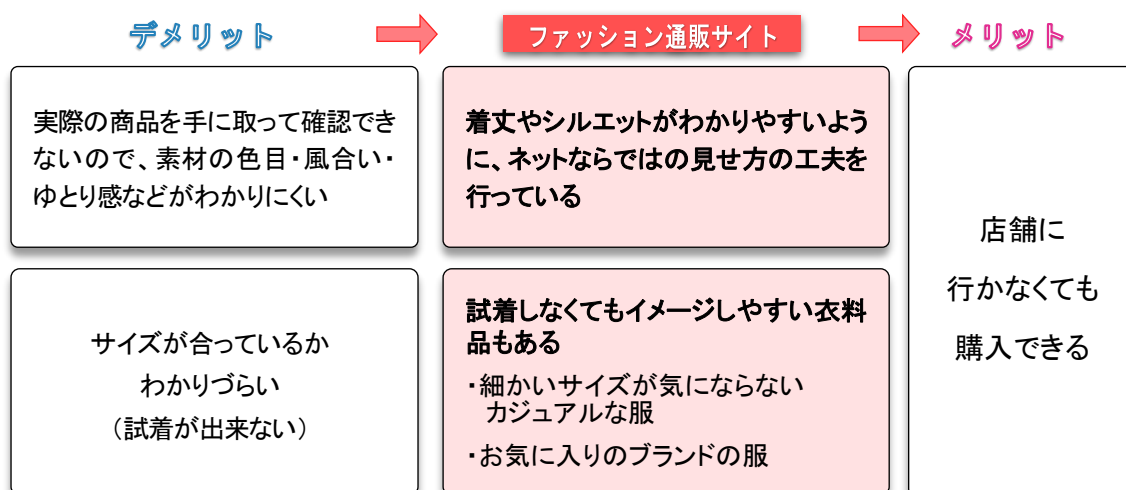 デメリット
ファッション通販サイト
メリット
実際の商品を手に取って確認でき
ないので、素材の色目・風合い・
ゆとり感などがわかりにくい
着丈やシルエットがわかりやすいよう
に、ネットならではの見せ方の工夫を
行っている
サイズが合っているか
わかりづらい
(試着が出来ない)
試着しなくてもイメージしやすい衣料
品もある
・細かいサイズが気にならない
カジュアルな服
・お気に入りのブランドの服
店舗に
行かなくても
購入できる